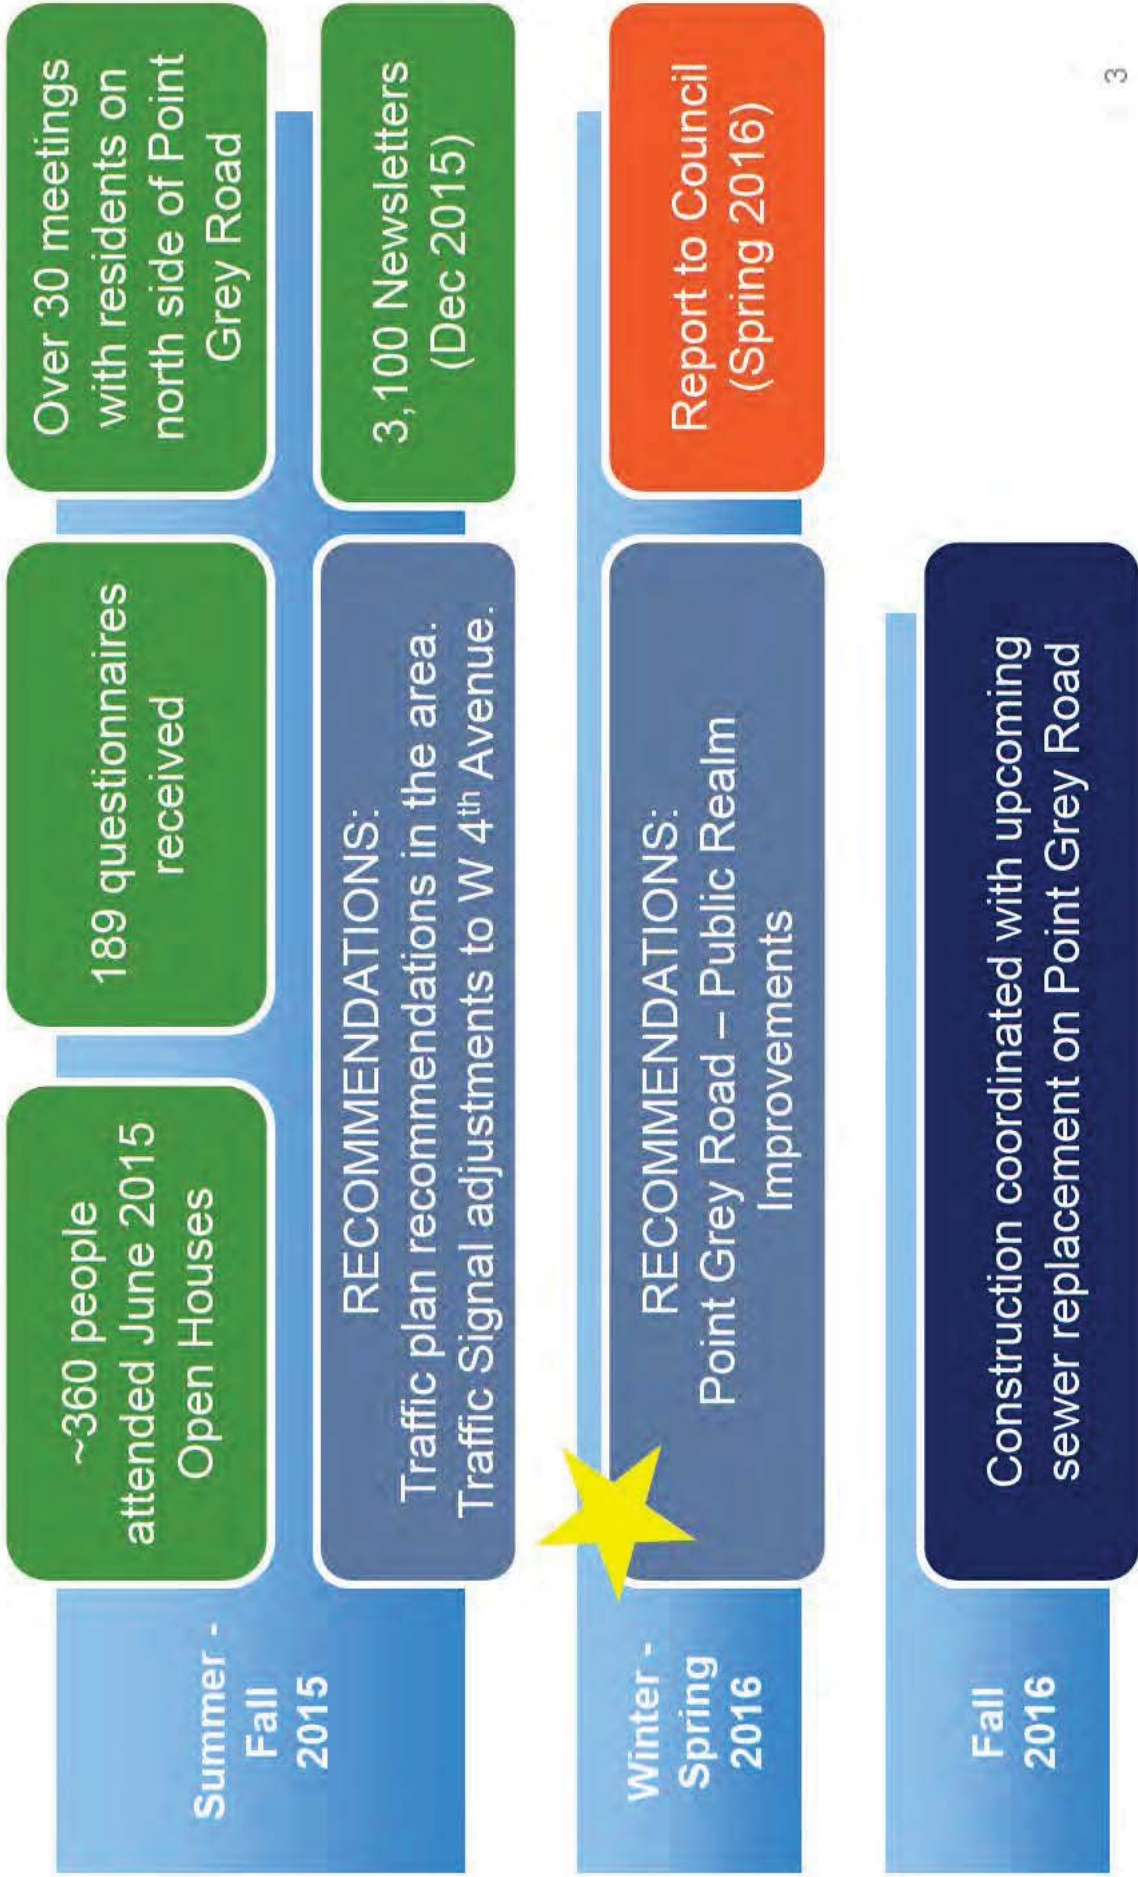 Summer -
Fall
2015
~360 people
attended June 2015
Open Houses
189 questionnaires
received
Over 30 meetings
with residents on
north side of Point
Grey Road
RECOMMENDATIONS:
Traffic plan recommendations in the area.
Traffic Signal adjustments to W 4th Avenue.
3,100 Newsletters
(Dec 2015)
Winter -
Spring
2016
RECOMMENDATIONS:
Point Grey Road – Public Realm
Improvements
Report to Council
(Spring 2016)
Fall
2016
Construction coordinated with upcoming
sewer replacement on Point Grey Road
3